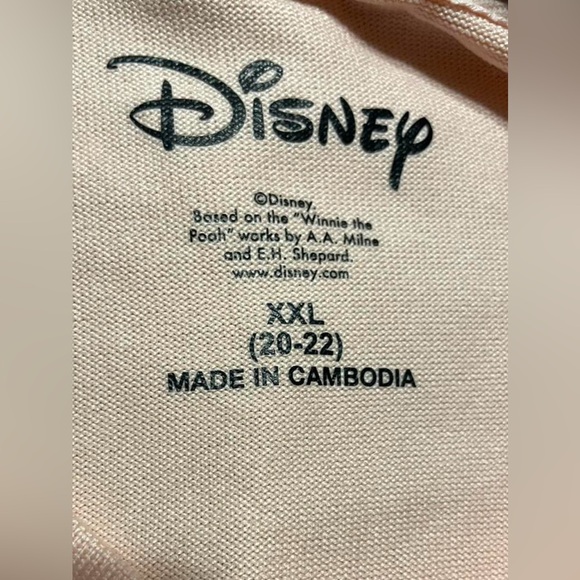 Disney
©Disney.
Based on the "Winnie the
Pooh" works by A.A. Milne
and E.H. Shepard.
www.disney.com
XXL
(20-22)
MADE IN CAMBODIA